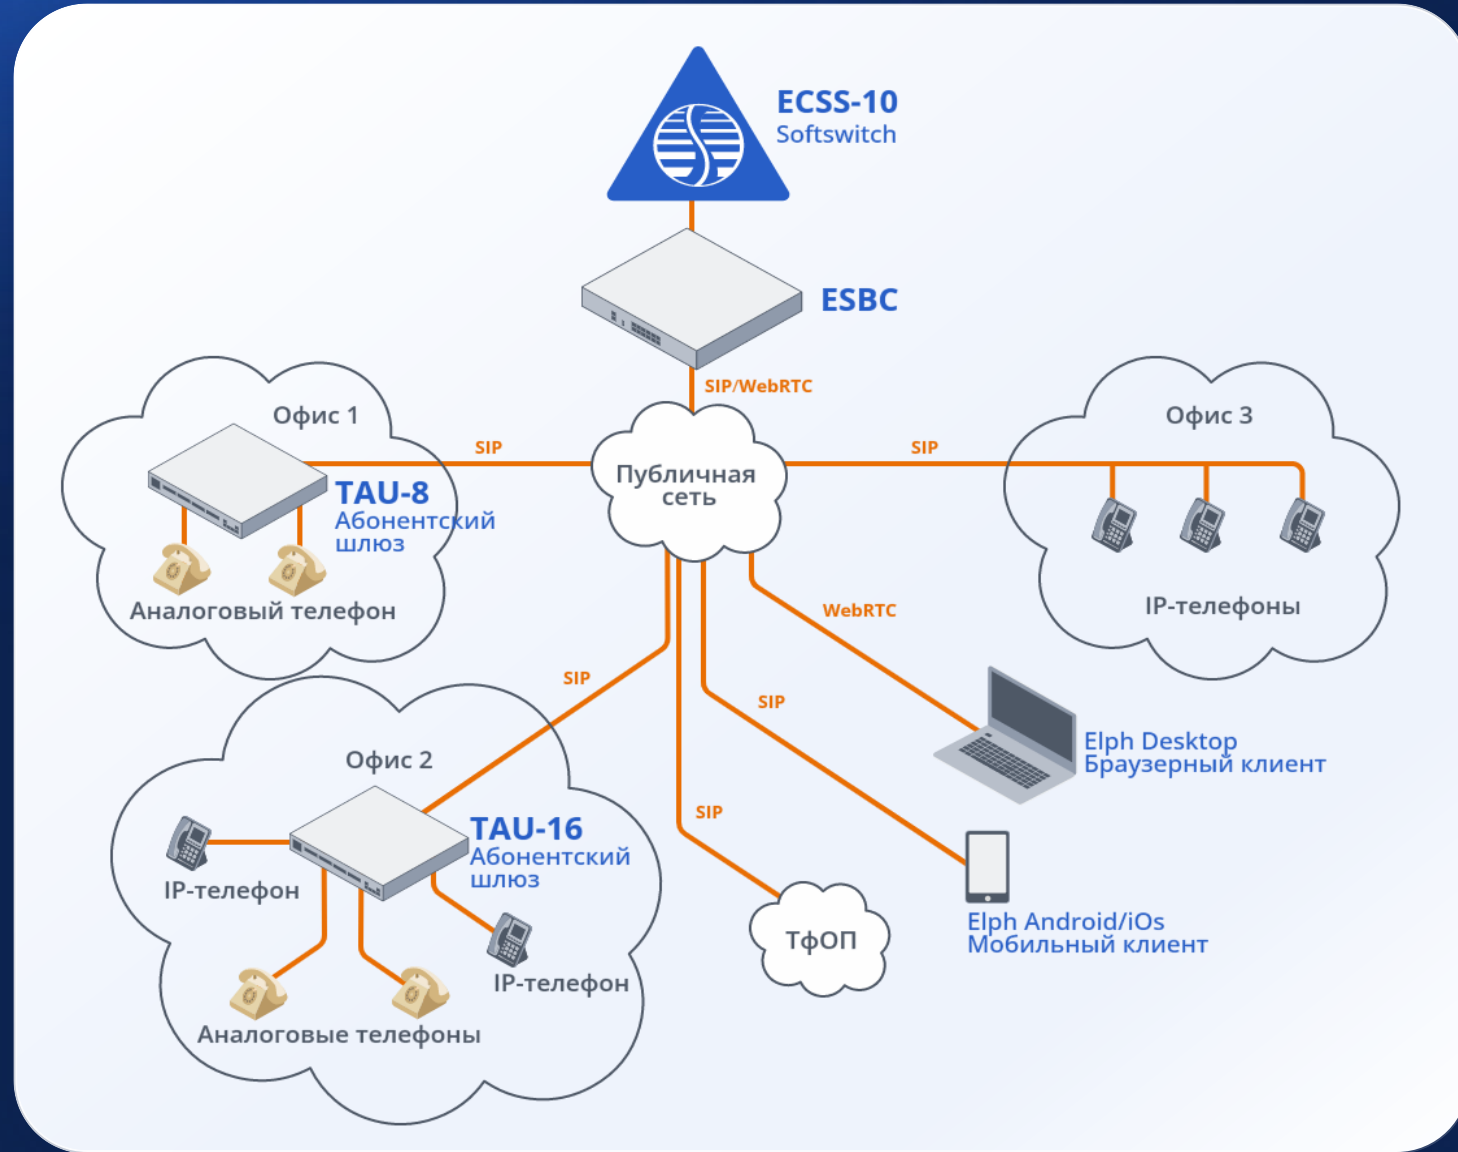 ECSS-10
Softswitch
ESBC
SIP/WebRTC
Офис 1
SIP
TAU-8
Абонентский
шлюз
Аналоговый телефон
Публичная
сеть
SIP
Офис 3
IP-телефоны
WebRTC
SIP
SIP
SIP
Elph Desktop
Браузерный клиент
Офис 2
TAU-16
Абонентский
шлюз
IP-телефон
IP-телефон
Аналоговые телефоны
ТфОП
Elph Android/iOs
Мобильный клиент